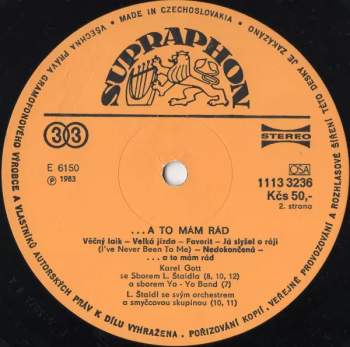 MADE IN CZECHOSLOVAKIA
VŠECHNA PRÁVA GRAMOFONOVÉHO VÝROBCE A VLASTNÍKŮ AUTORSKÝCH PRÁV K DÍLU VYHRAŽENA. POŘIZOVÁNÍ KOPIÍ, VEŘEJNÉ PROVOZOVÁNÍ A ROZHLASOVÉ ŠÍŘENÍ TÉTO DESKY JE ZAKÁZÁNO
SUPRAPHON
33
STEREO
E 6150
Ⓟ 1983
OSA
1113 3236
Kčs 50,-
2. strana
...A TO MÁM RÁD
Věčný laik – Velká jízda – Favorit – Já slyšel o ráji
(I've Never Been To Me) – Nedokončená –
... a to mám rád
Karel Gott
se Sborem L. Štaidla (8, 10, 12)
a sborem Yo - Yo Band (7)
L. Štaidl se svým orchestrem
a smyčcovou skupinou (10, 11)